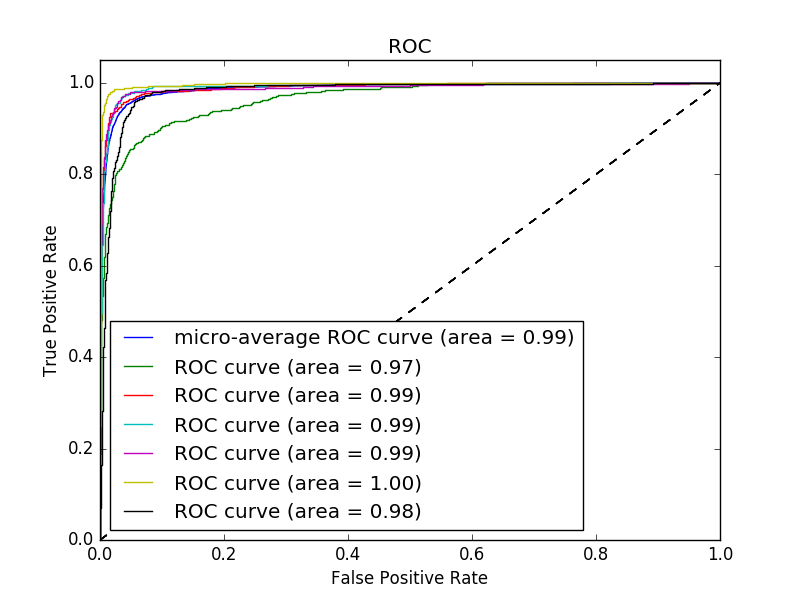 ROC
1.0
0.8
0.6
0.4
0.2
0.0
True Positive Rate
micro-average ROC curve (area = 0.99)
ROC curve (area = 0.97)
ROC curve (area = 0.99)
ROC curve (area = 0.99)
ROC curve (area = 0.99)
ROC curve (area = 1.00)
ROC curve (area = 0.98)
0.0 0.2 0.4 0.6 0.8 1.0
False Positive Rate